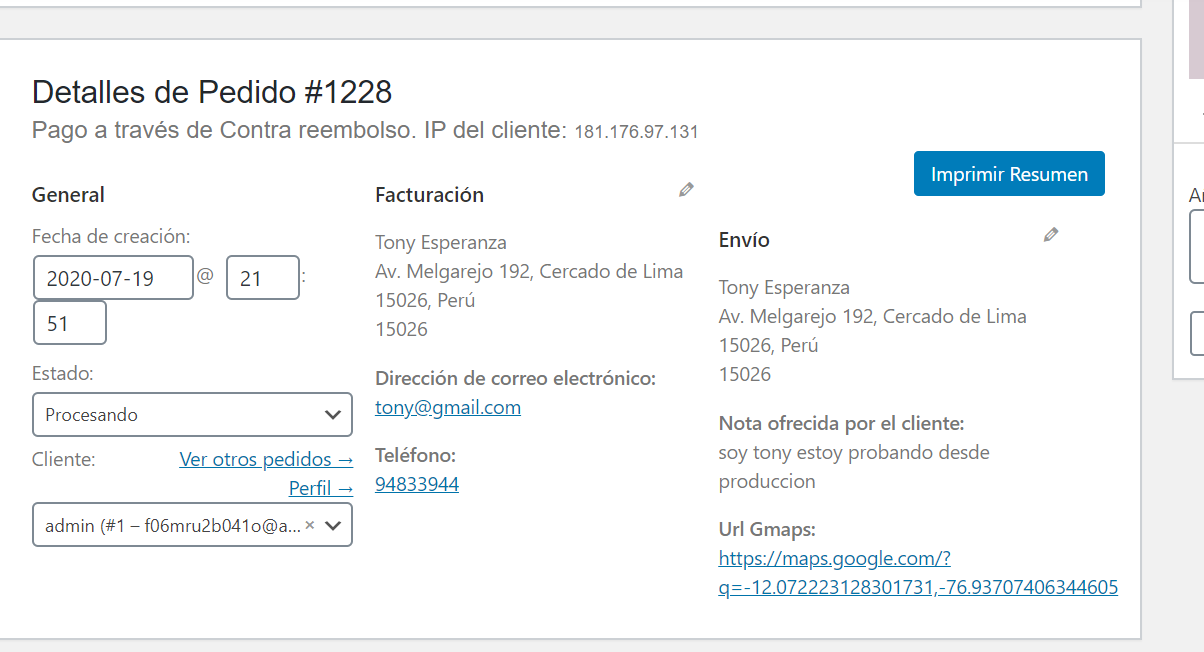 Detalles de Pedido #1228
Pago a través de Contra reembolso. IP del cliente: 181.176.97.131
Imprimir Resumen
General
Fecha de creación:
2020-07-19 @ 21 :
51
Estado:
Procesando
Cliente: Ver otros pedidos →
Perfil →
admin (#1 – f06mru2b041o@a... × 
Facturación
Tony Esperanza
Av. Melgarejo 192, Cercado de Lima
15026, Perú
15026
Dirección de correo electrónico:
tony@gmail.com
Teléfono:
94833944
Envío
Tony Esperanza
Av. Melgarejo 192, Cercado de Lima
15026, Perú
15026
Nota ofrecida por el cliente:
soy tony estoy probando desde
produccion
Url Gmaps:
https://maps.google.com/?
q=-12.072223128301731,-76.93707406344605